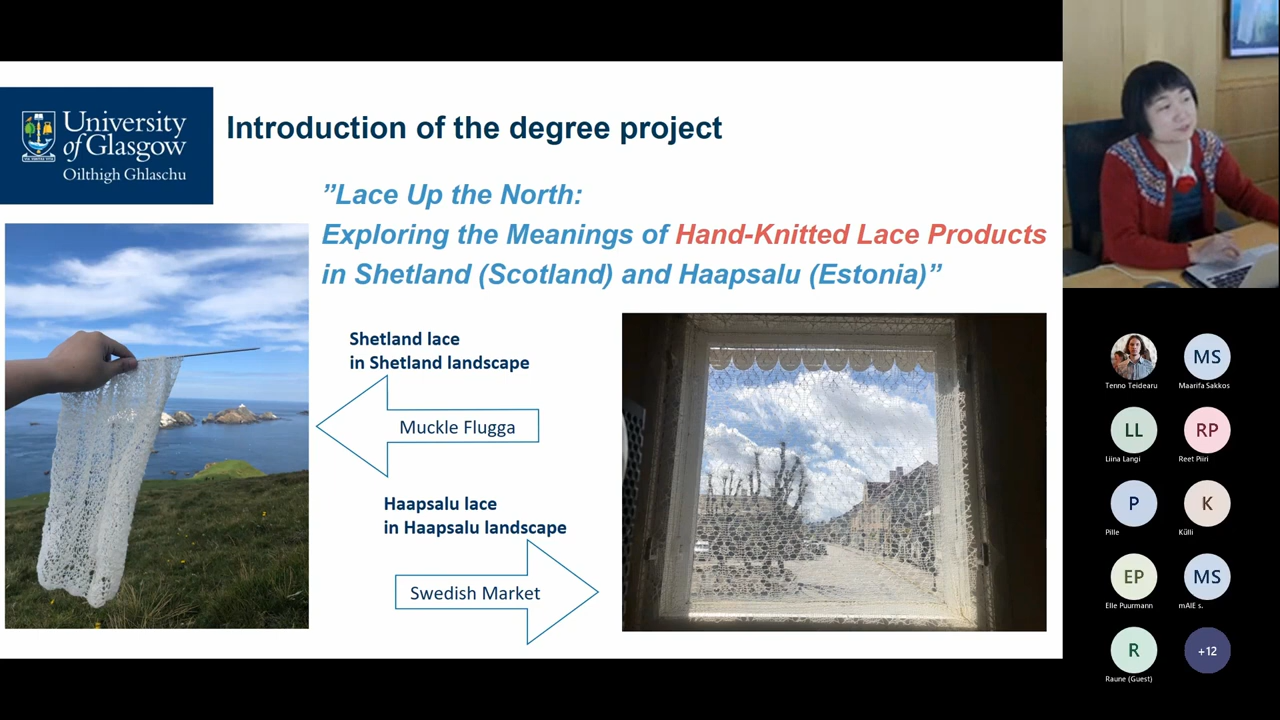 University
of Glasgow
Oilthigh Ghlaschu
Introduction of the degree project
”Lace Up the North:
Exploring the Meanings of Hand-Knitted Lace Products
in Shetland (Scotland) and Haapsalu (Estonia)”
Shetland lace
in Shetland landscape
Muckle Flugga
Haapsalu lace
in Haapsalu landscape
Swedish Market
Tenno Teidearu
MS
Maarifa Sakkos
LL
Liina Langi
RP
Reet Piiri
P
Pille
K
Külli
EP
Elle Puurmann
MS
mAIE s.
R
Raune (Guest)
+12